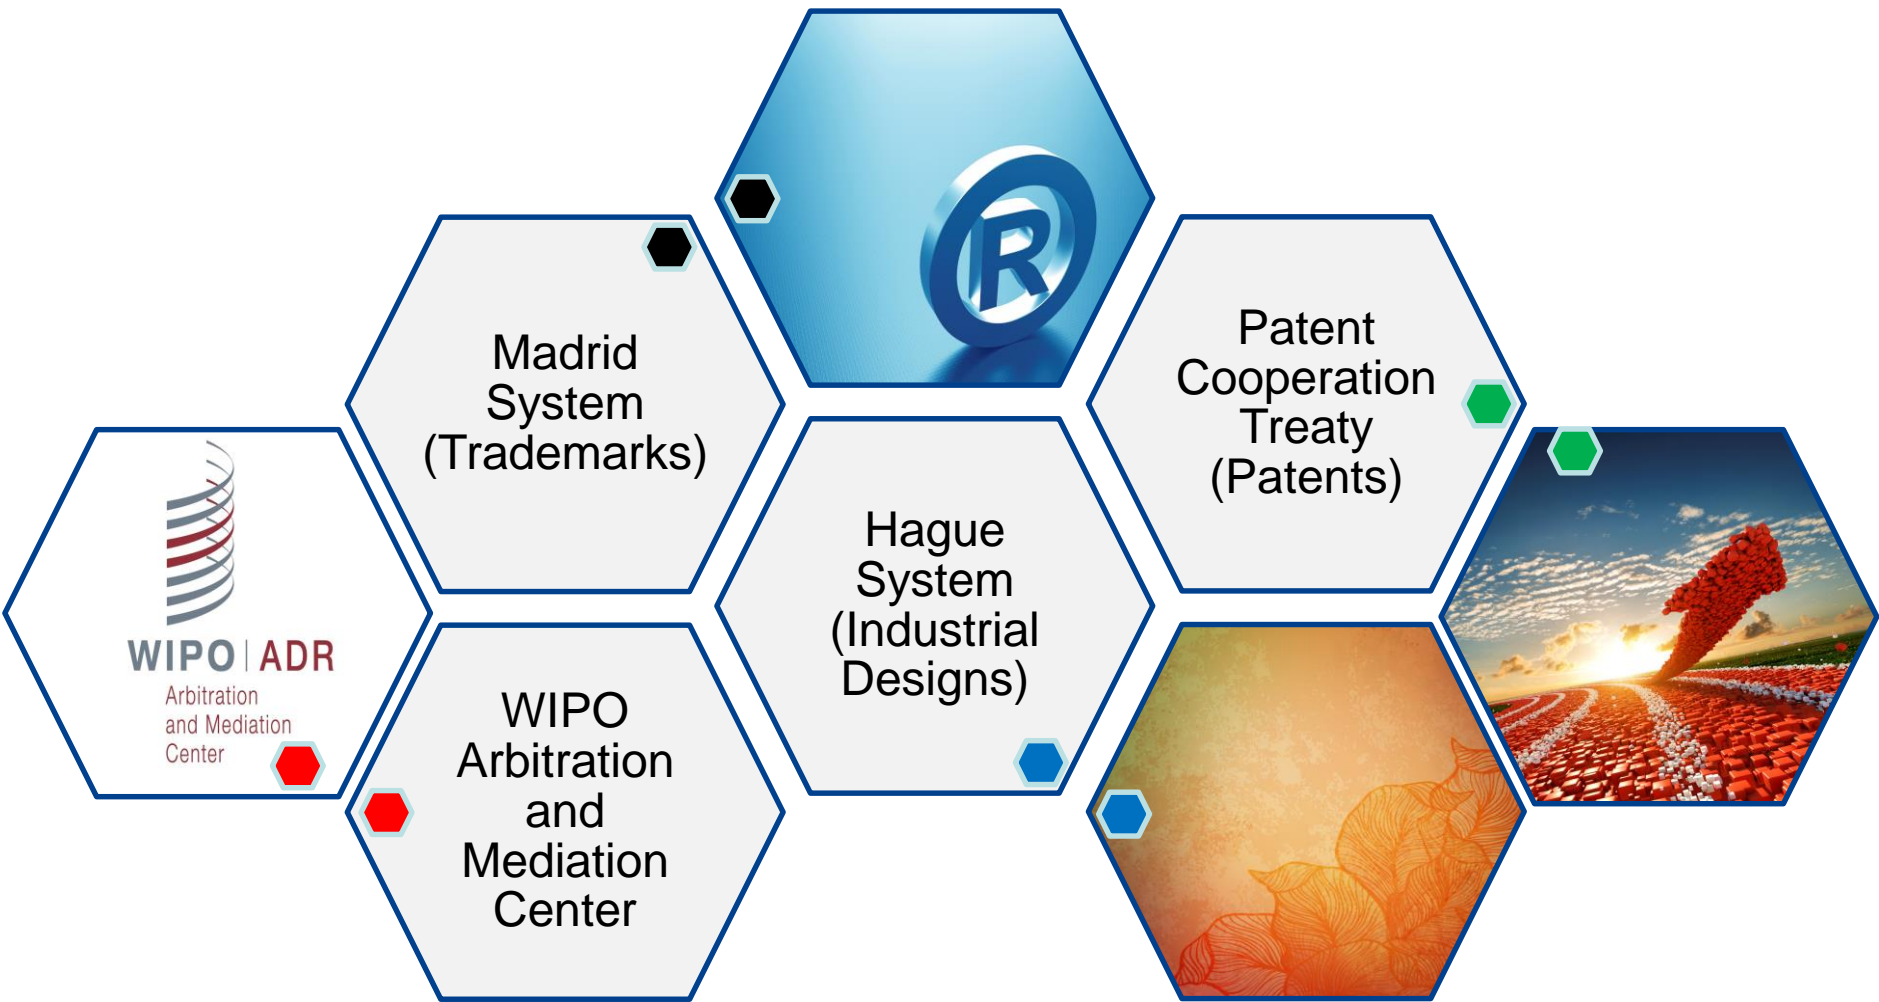 ®
Madrid
System
(Trademarks)
Patent
Cooperation
Treaty
(Patents)
WIPO | ADR
Arbitration
and Mediation
Center
Hague
System
(Industrial
Designs)
WIPO
Arbitration
and
Mediation
Center